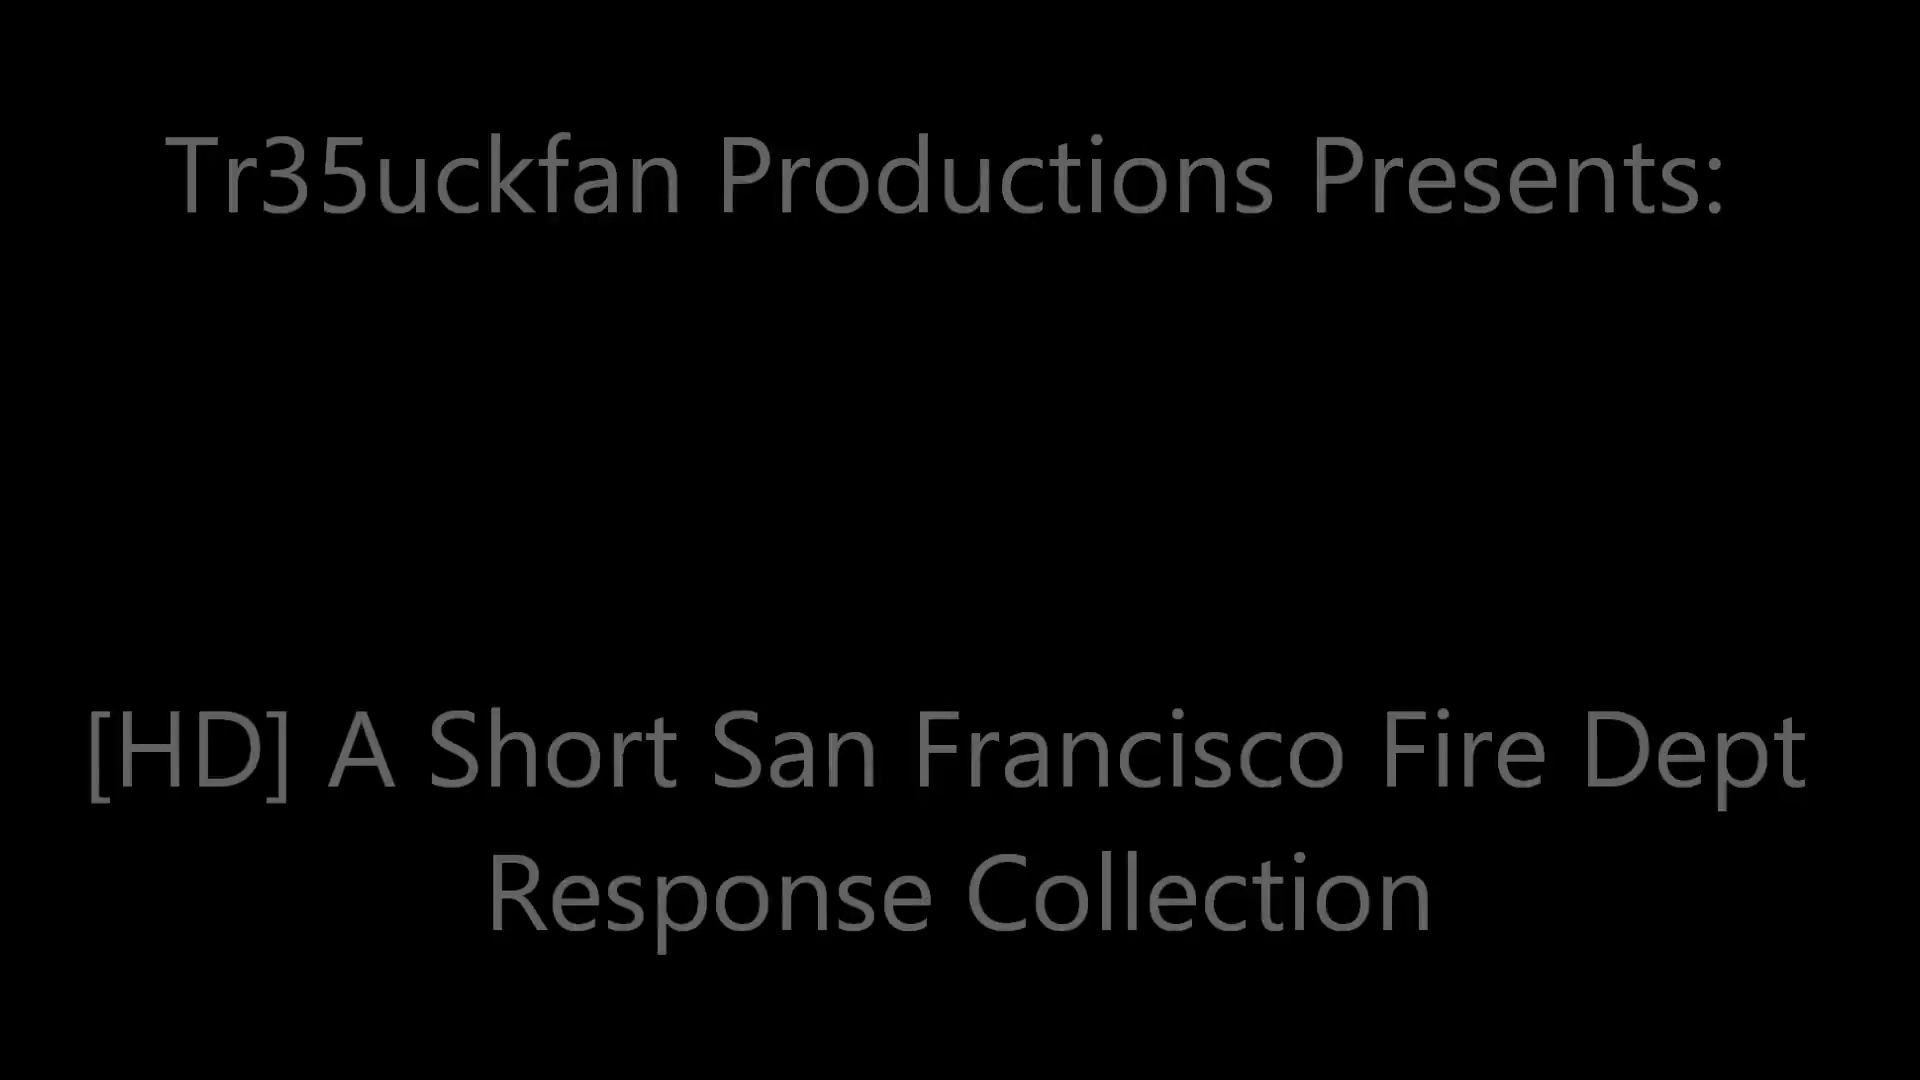 Tr35uckfan Productions Presents:
[HD] A Short San Francisco Fire Dept
Response Collection